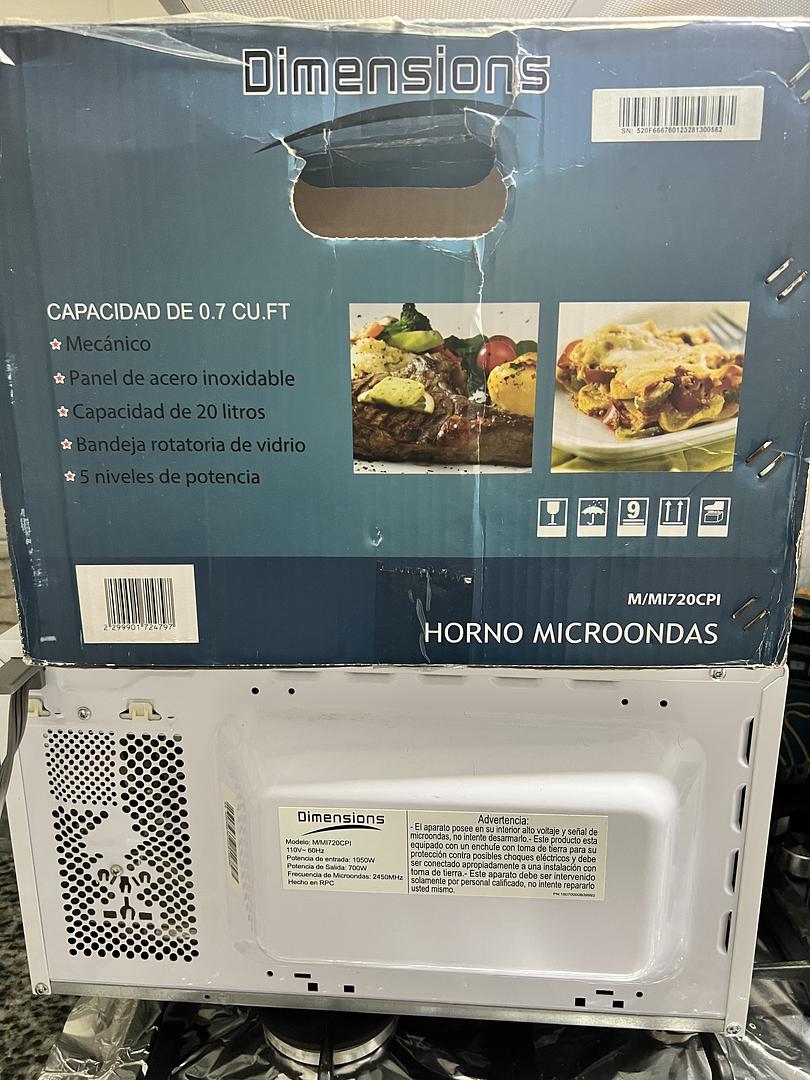 Dimensions
SN: 520F666760123281300582
CAPACIDAD DE 0.7 CU.FT
Mecánico
Panel de acero inoxidable
Capacidad de 20 litros
Bandeja rotatoria de vidrio
5 niveles de potencia
9
2 299901 724797
M/MI720CPI
HORNO MICROONDAS
Dimensions
Modelo: M/MI720CPI
110V~ 60Hz
Potencia de entrada: 1050W
Potencia de Salida: 700W
Frecuencia de Microondas: 2450MHz
Hecho en RPC
Advertencia:
- El aparato posee en su interior alto voltaje y señal de
microondas, no intente desarmarlo.- Este producto esta
equipado con un enchufe con toma de tierra para su
protección contra posibles choques eléctricos y debe
ser conectado apropiadamente a una instalación con
toma de tierra.- Este aparato debe ser intervenido
solamente por personal calificado, no intente repararlo
usted mismo.